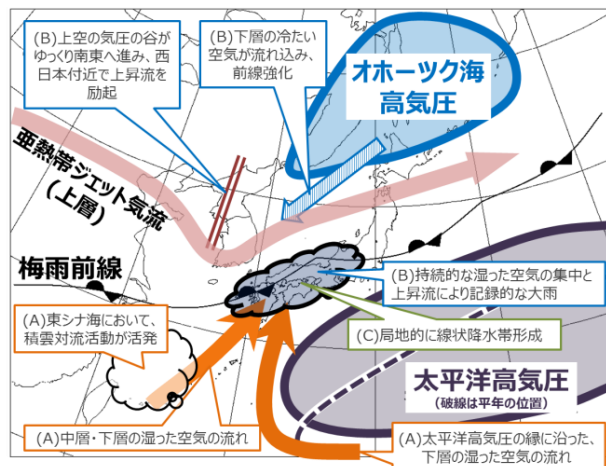 (B)上空の気圧の谷が
ゆっくり南東へ進み、西
日本付近で上昇流を
励起
(B)下層の冷たい
空気が流れ込み、
前線強化
オホーツク海
高気圧
亜熱帯ジェット気流
(上層)
梅雨前線
(B)持続的な湿った空気の集中と
上昇流により記録的な大雨
(A)東シナ海において、
積雲対流活動が活発
(C)局地的に線状降水帯形成
太平洋高気圧
(破線は平年の位置)
(A)中層・下層の湿った空気の流れ
(A)太平洋高気圧の縁に沿った、
下層の湿った空気の流れ